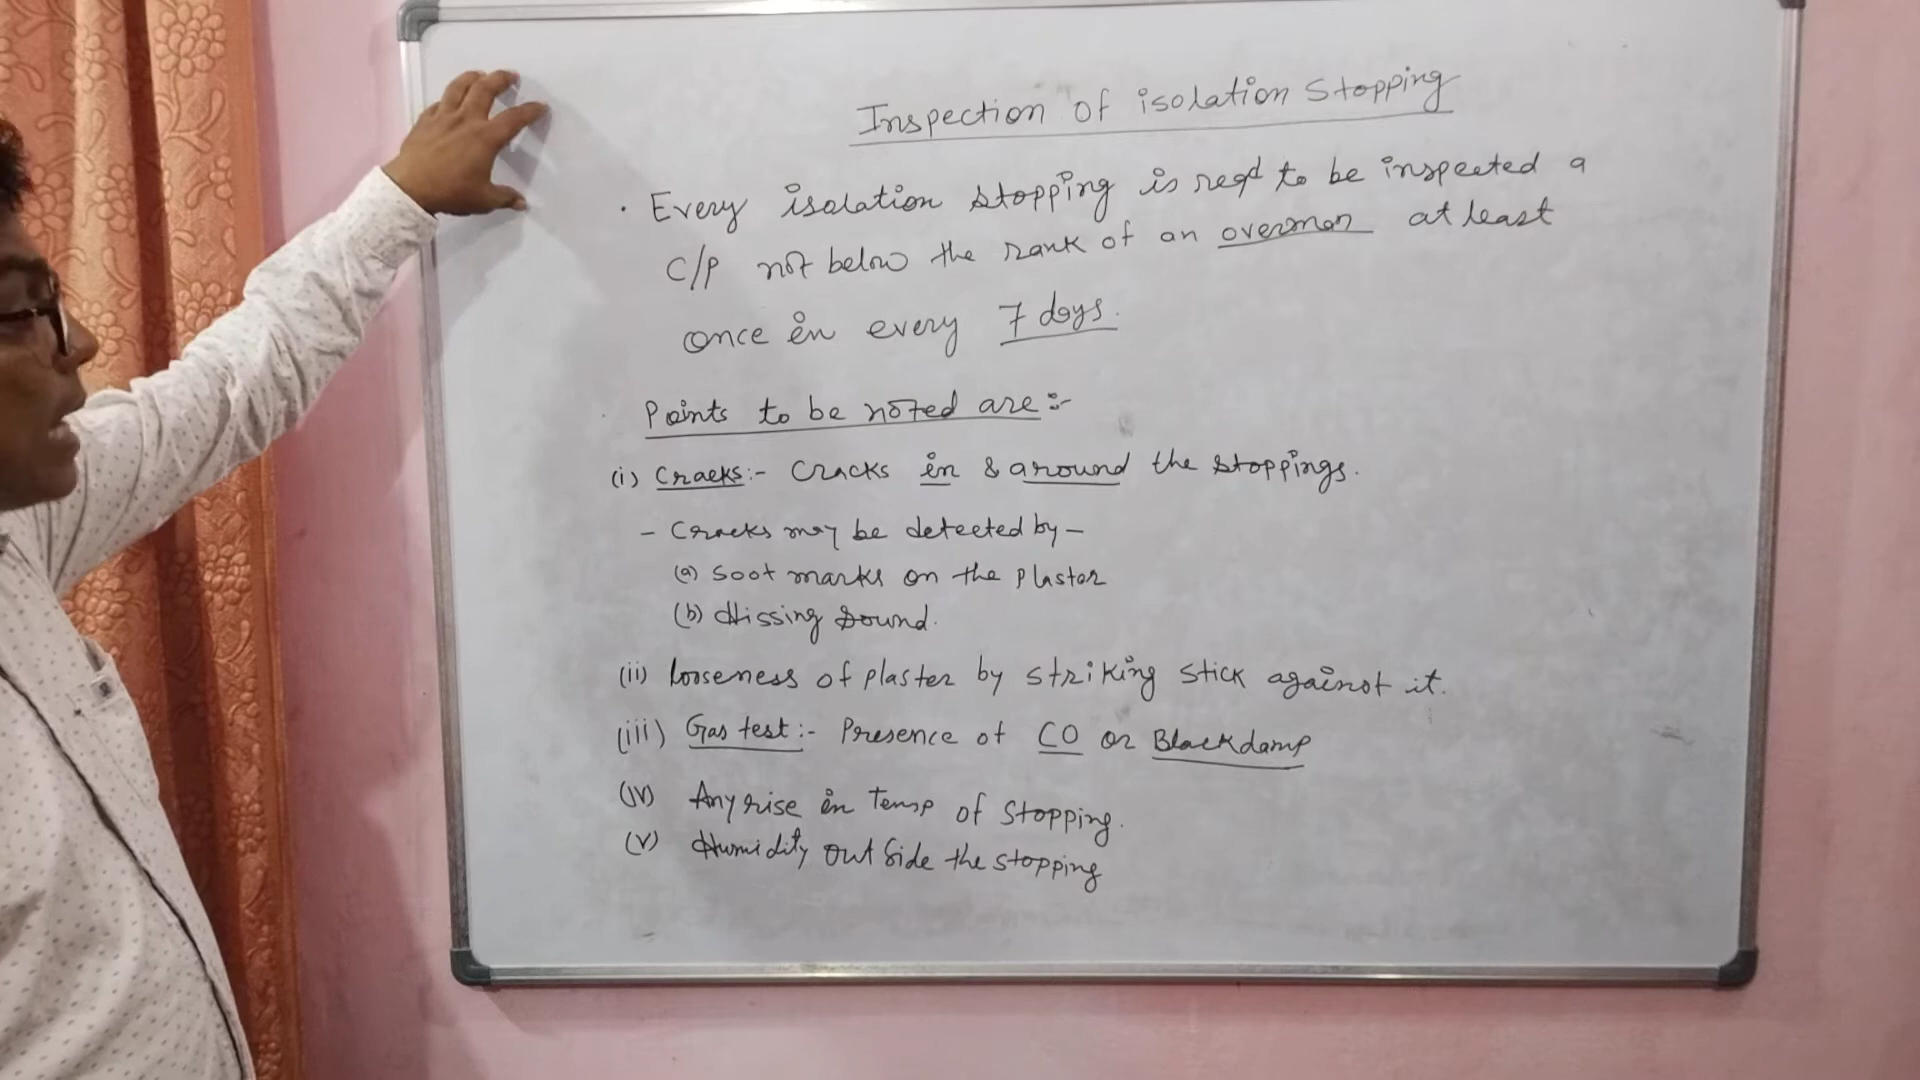 Inspection of isolation Stopping
· Every isolation stopping is reqd to be inspected a
C/P not below the rank of an overman at least
once in every 7 days.
Points to be noted are:-
(i) Cracks:- Cracks in & around the stoppings.
- Cracks may be detected by -
(a) Soot marks on the plaster
(b) Hissing sound.
(ii) looseness of plaster by striking stick against it.
(iii) Gas test:- Presence of CO or Blackdamp
(IV) Any rise in Temp of Stopping.
(V) Humidity out side the stopping